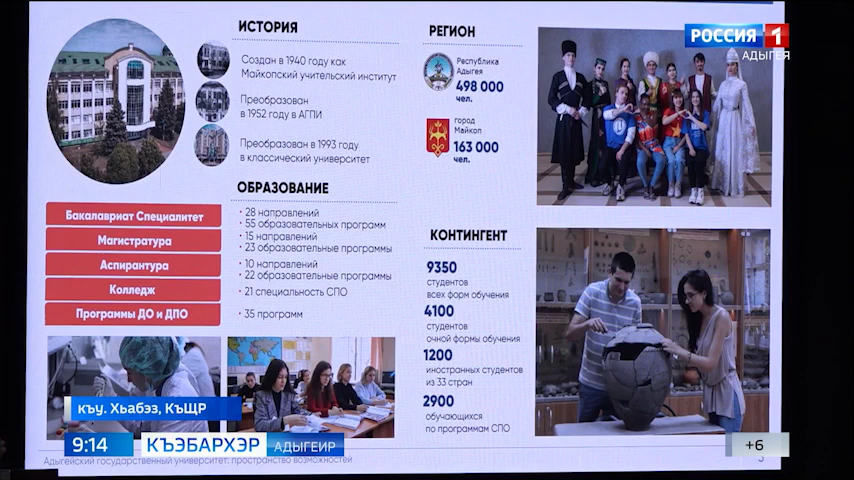 ИСТОРИЯ
Создан в 1940 году как
Майкопский учительский институт
Преобразован
в 1952 году в АГПИ
Преобразован в 1993 году
в классический университет
РЕГИОН
Республика
Адыгея
498 000
чел.
город
Майкоп
163 000
чел.
РОССИЯ 1
АДЫГЕЯ
ОБРАЗОВАНИЕ
Бакалавриат Специалитет
• 28 направлений
• 55 образовательных программ
Магистратура
• 15 направлений
• 23 образовательные программы
Аспирантура
• 10 направлений
• 22 образовательные программы
Колледж
• 21 специальность СПО
Программы ДО и ДПО
• 35 программ
КОНТИНГЕНТ
9350
студентов
всех форм обучения
4100
студентов
очной формы обучения
1200
иностранных студентов
из 33 стран
2900
обучающихся
по программам СПО
къу. Хьабэз, КъЩР
9:14
КЪЭБАРХЭР
АДЫГЕИР
+6
Адыгейский государственный университет: пространство возможностей